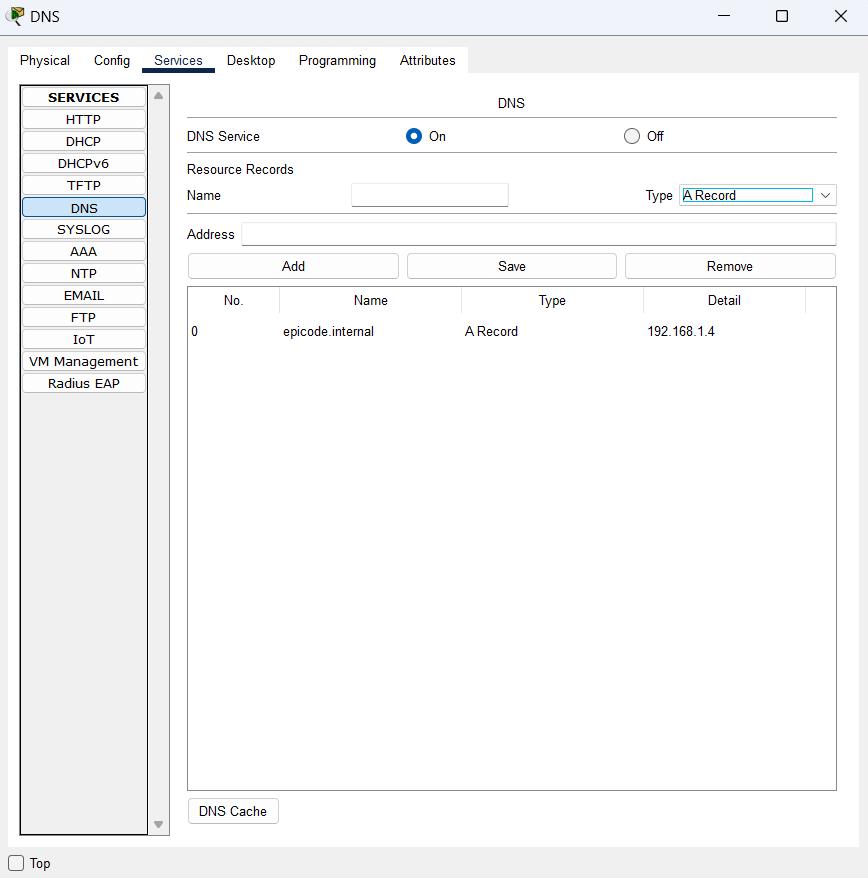 DNS
Physical Config Services Desktop Programming Attributes
SERVICES
HTTP
DHCP
DHCPv6
TFTP
DNS
SYSLOG
AAA
NTP
EMAIL
FTP
IoT
VM Management
Radius EAP
DNS
DNS Service On Off
Resource Records
Name Type A Record
Address
Add Save Remove
No. Name Type Detail
0 epicode.internal A Record 192.168.1.4
DNS Cache
Top